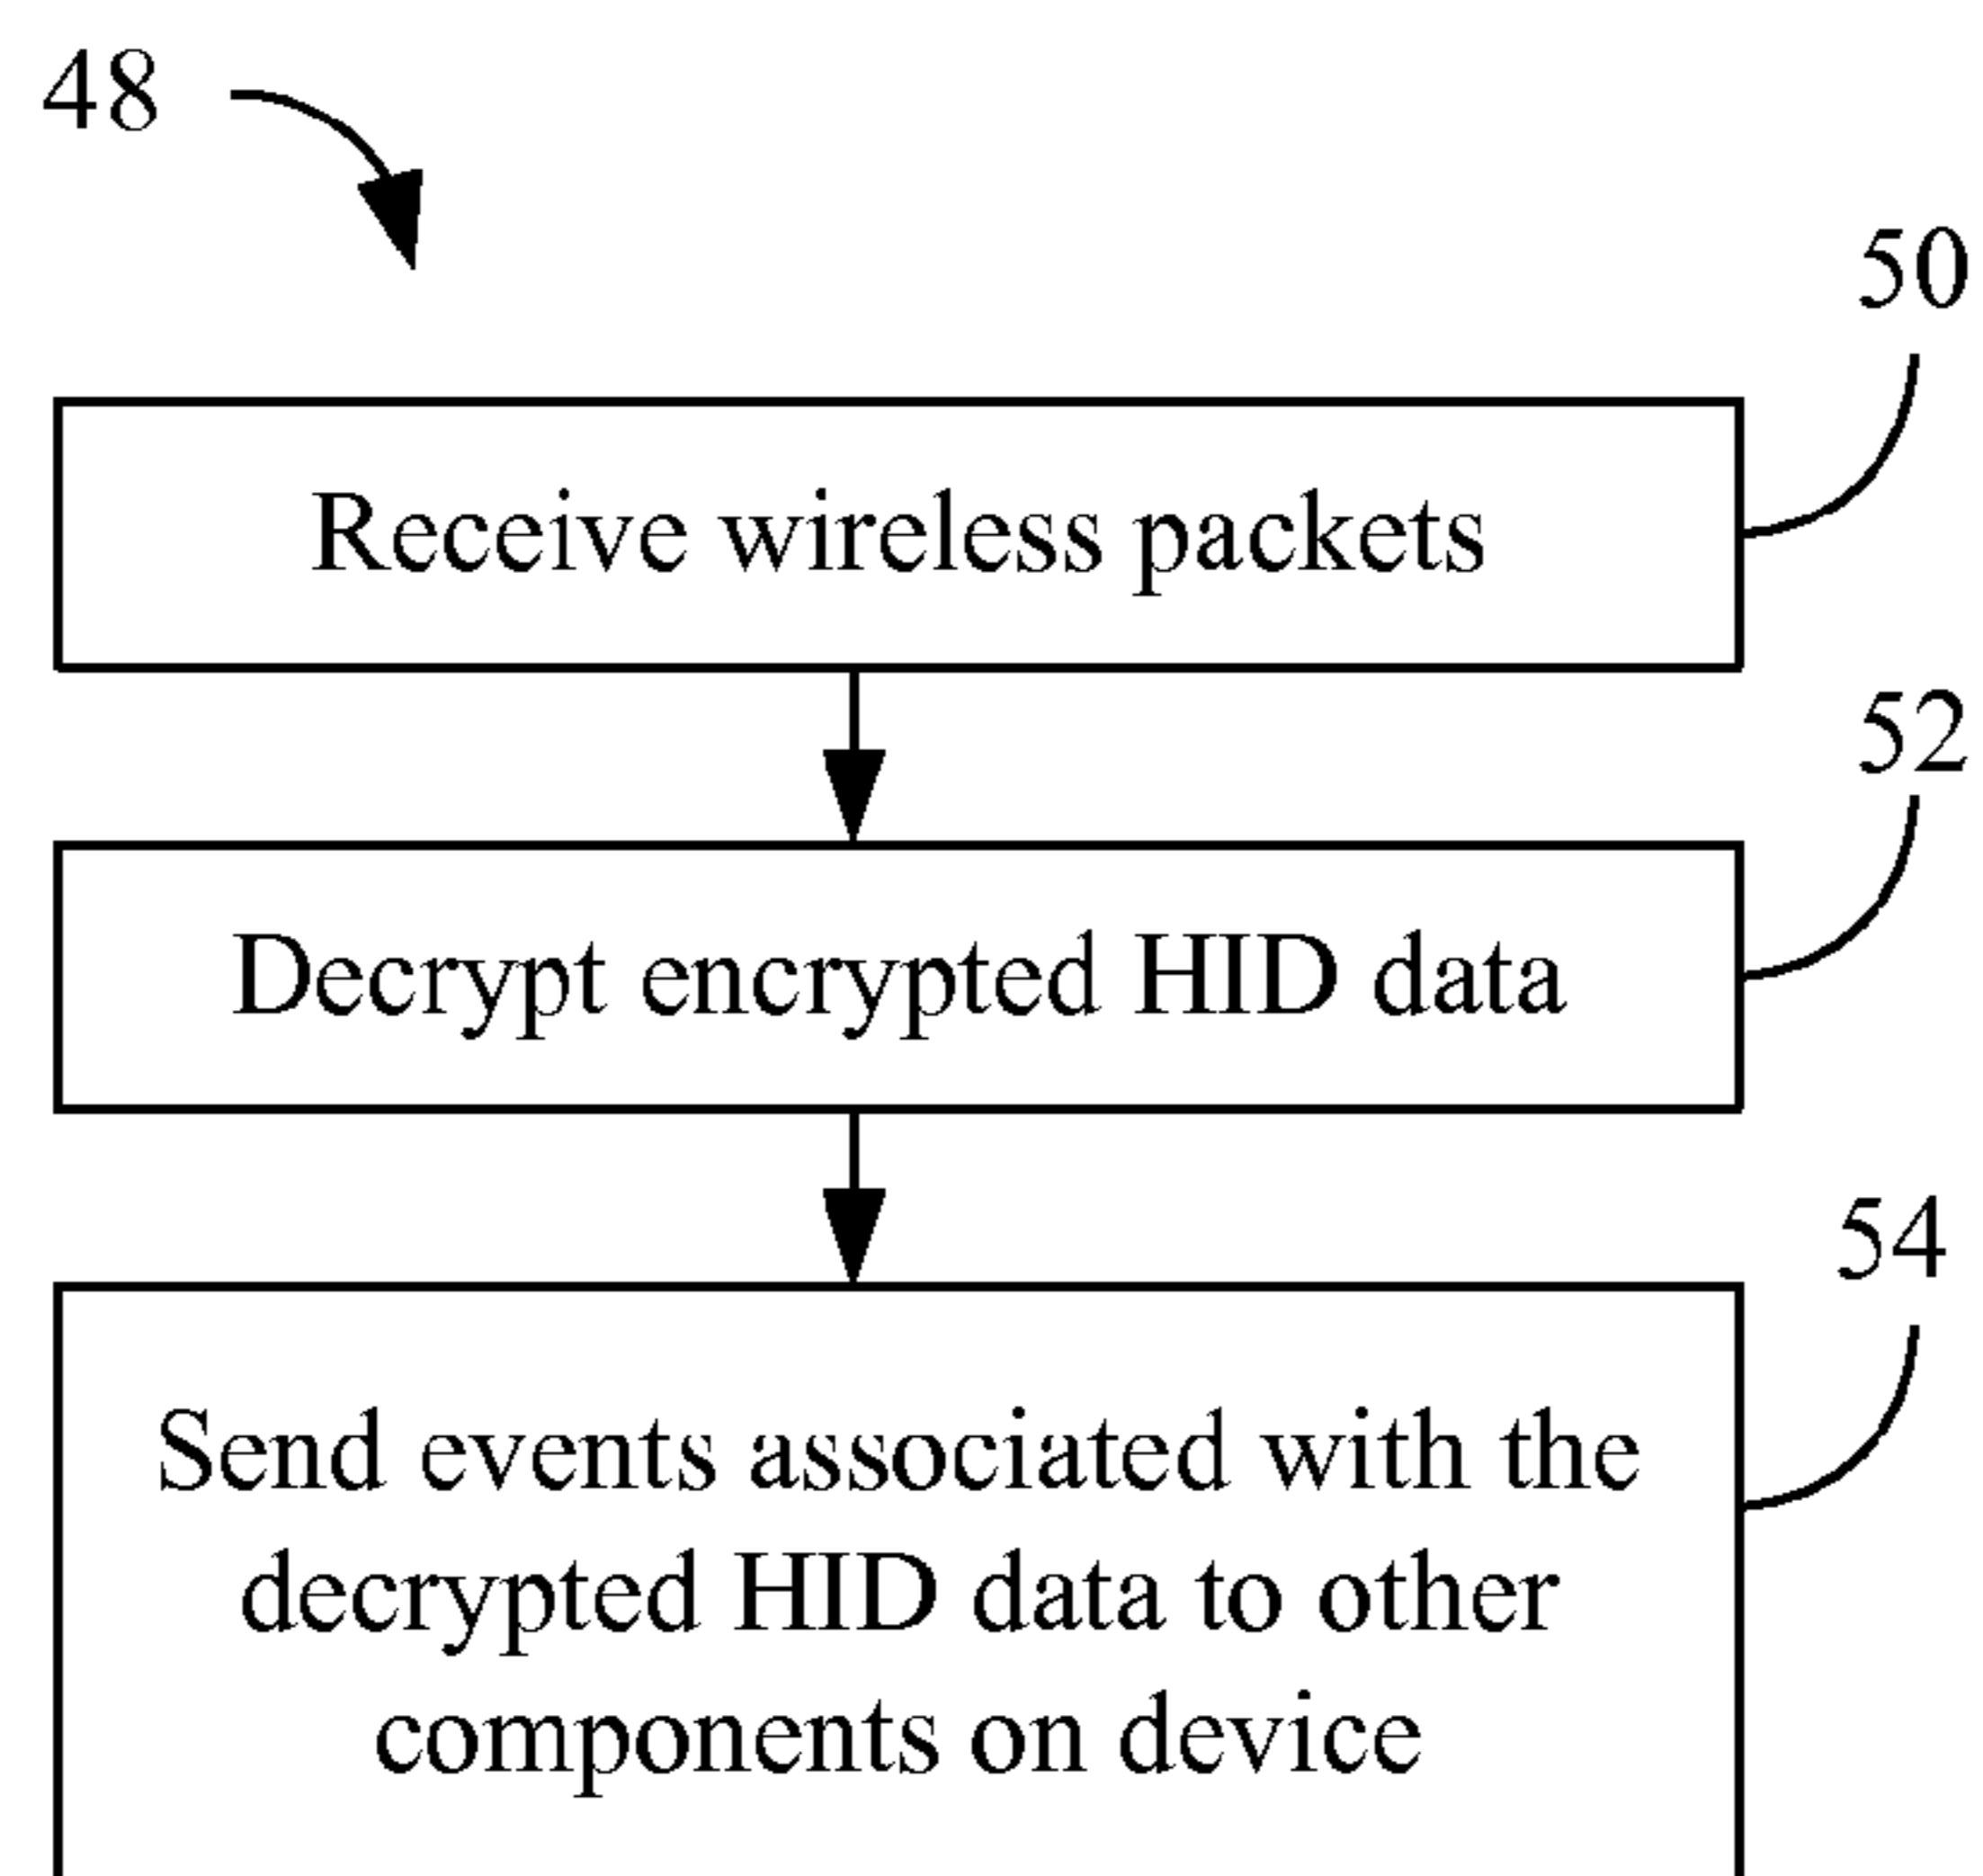 48
50
Receive wireless packets
52
Decrypt encrypted HID data
54
Send events associated with the
decrypted HID data to other
components on device